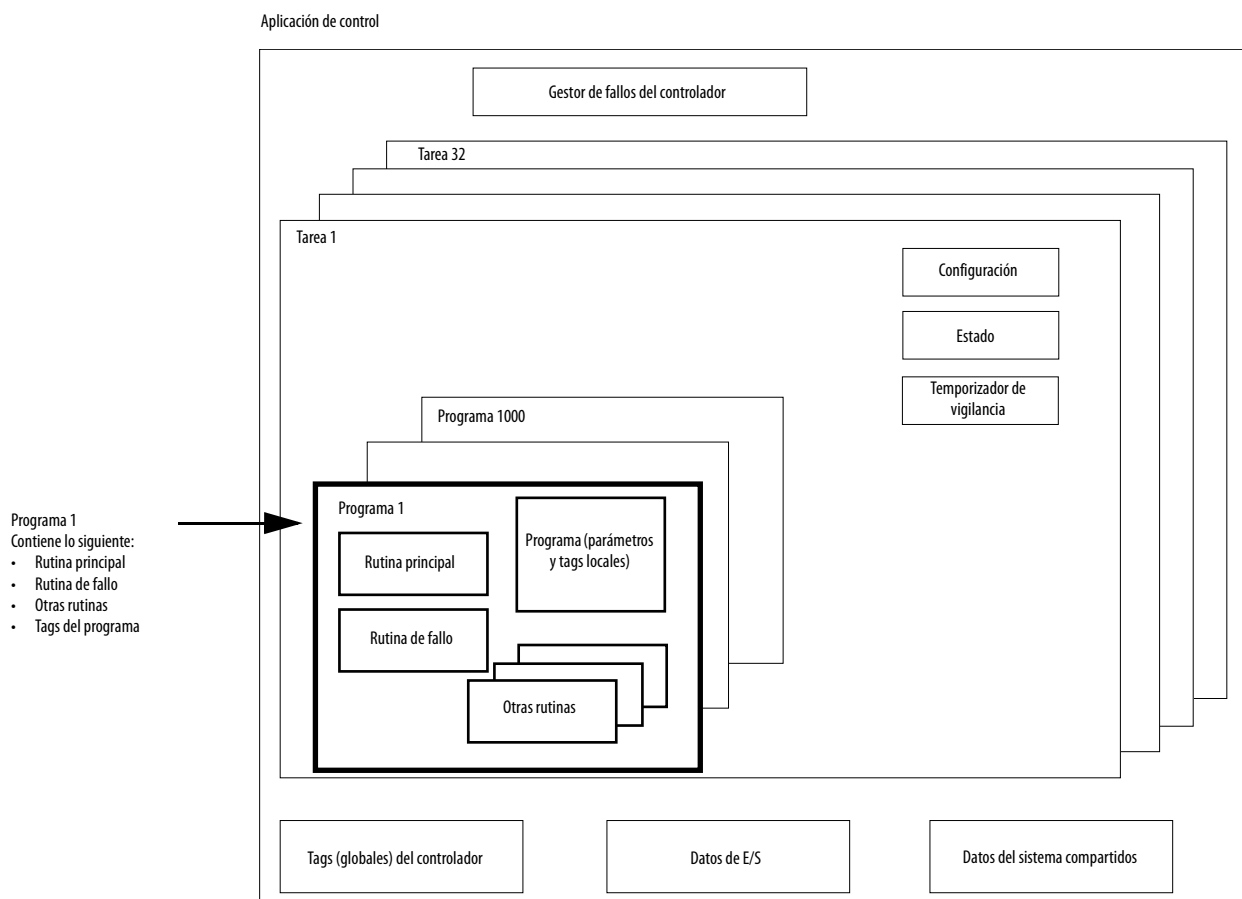 Aplicación de control
Gestor de fallos del controlador
Tarea 32
Tarea 1
Configuración
Estado
Temporizador de
vigilancia
Programa 1000
Programa 1
Programa (parámetros
y tags locales)
Rutina principal
Rutina de fallo
Otras rutinas
Programa 1
Contiene lo siguiente:
• Rutina principal
• Rutina de fallo
• Otras rutinas
• Tags del programa
Tags (globales) del controlador
Datos de E/S
Datos del sistema compartidos